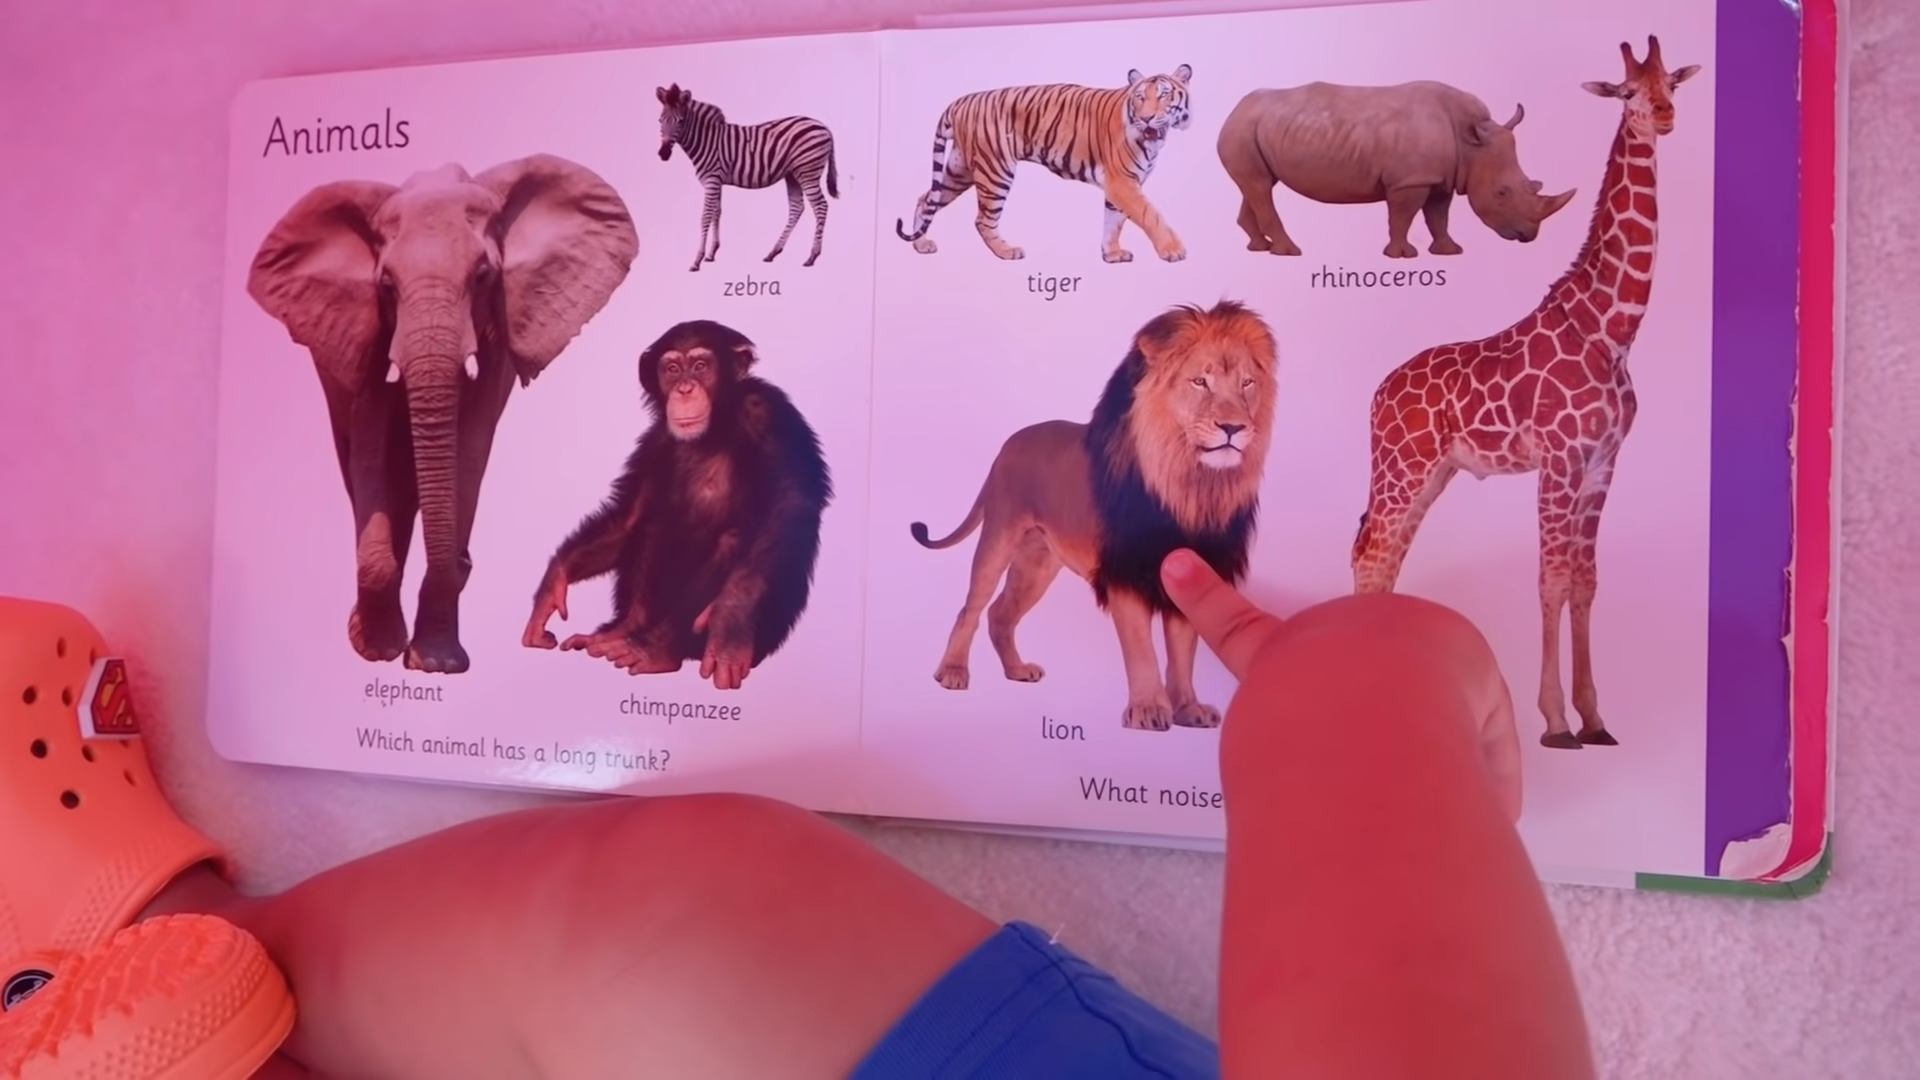 Animals
zebra
elephant
chimpanzee
Which animal has a long trunk?
tiger
rhinoceros
lion
What noise